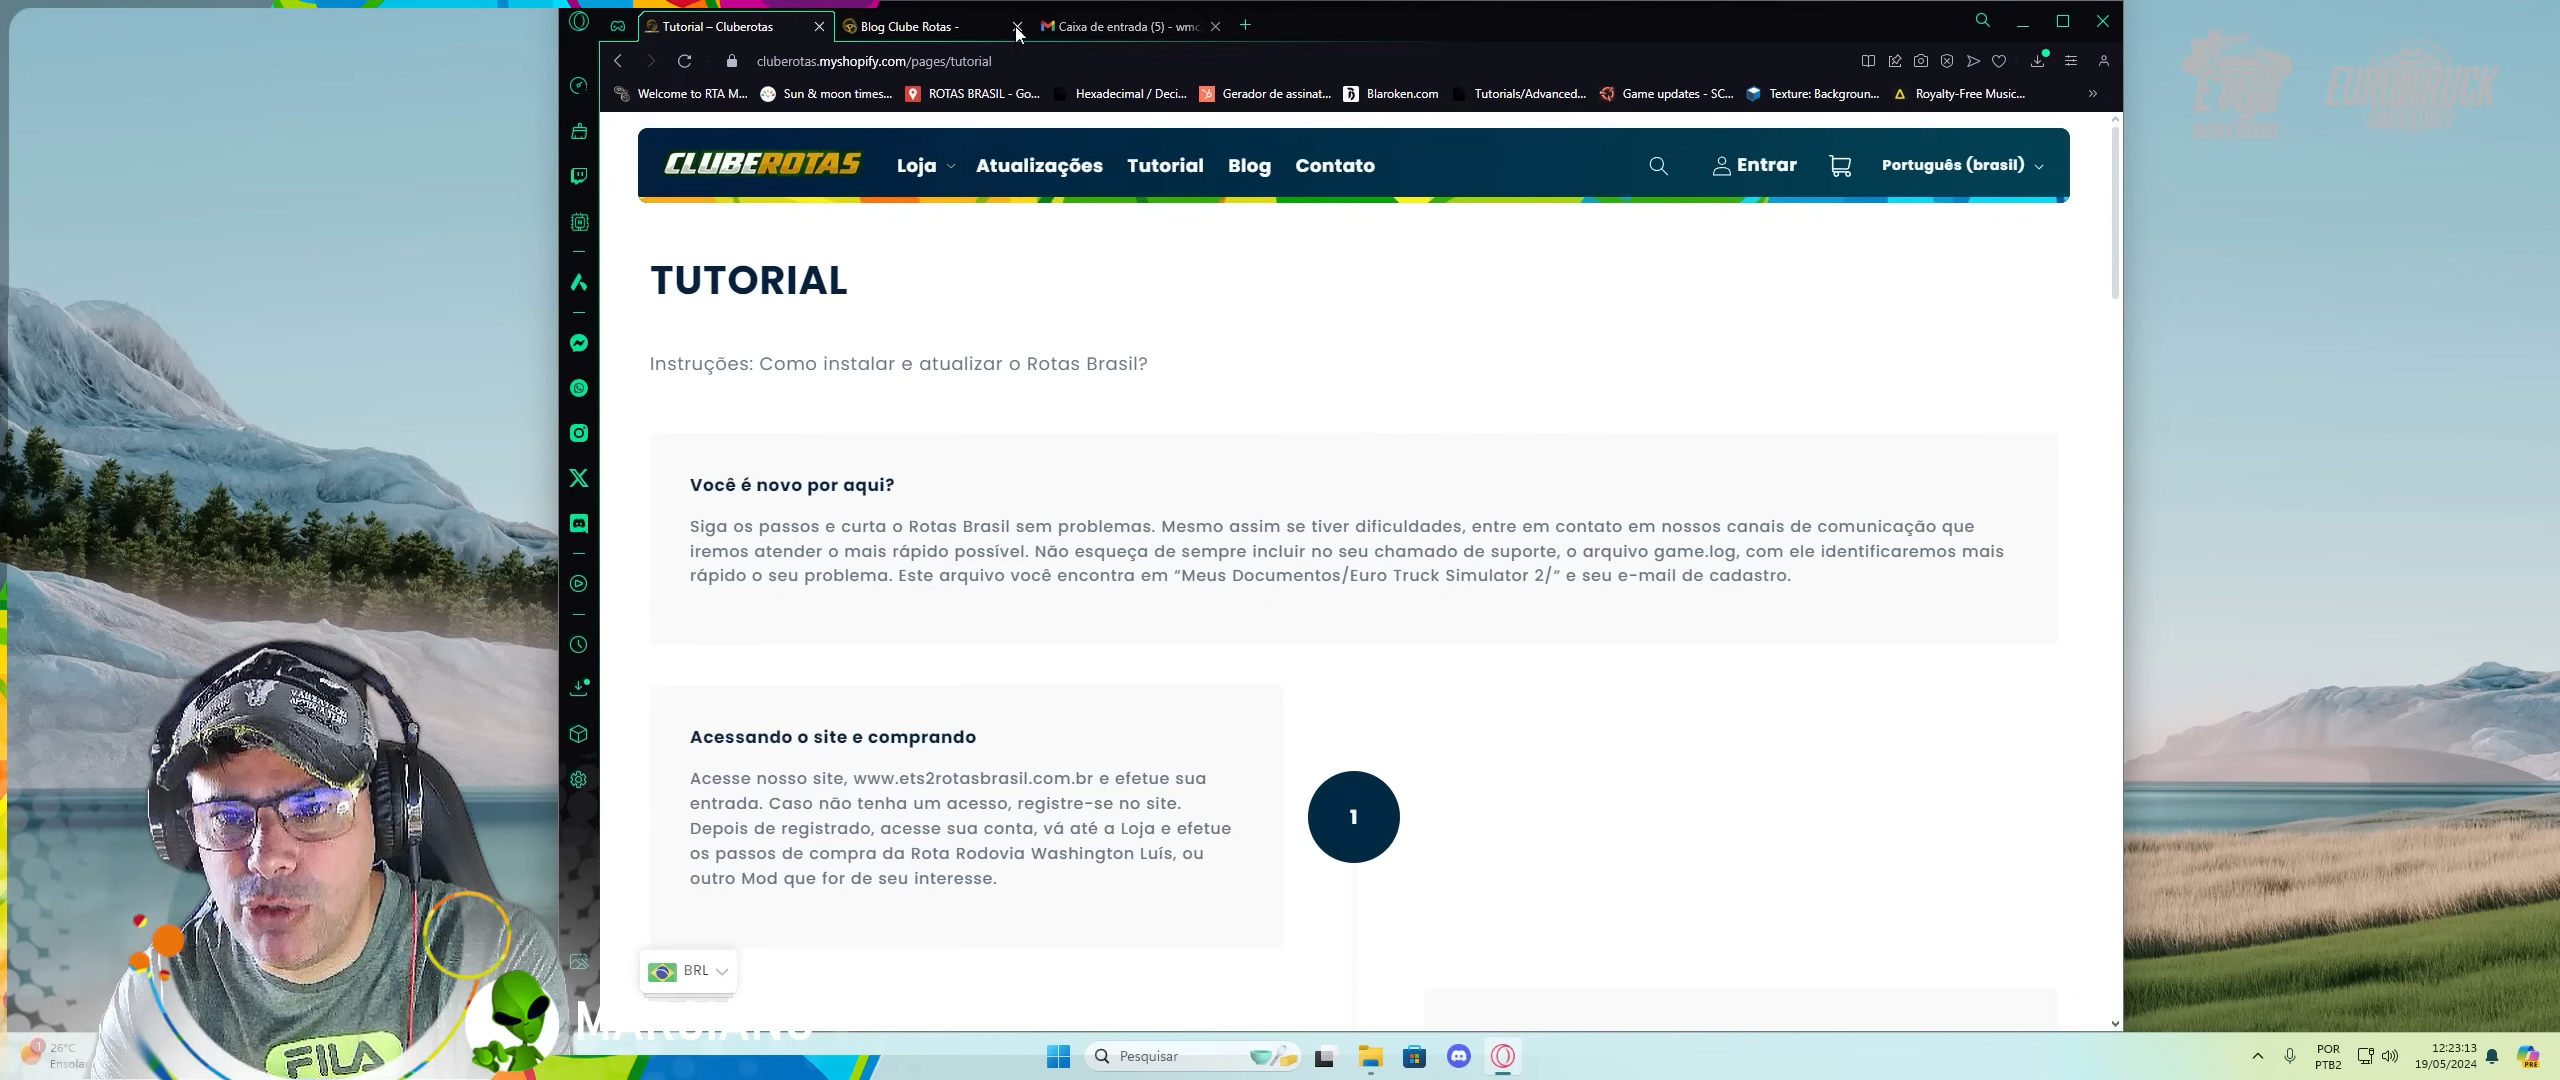 Tutorial – Cluberotas
Blog Clube Rotas -
Caixa de entrada (5) - wmc
cluberotas.myshopify.com/pages/tutorial
Welcome to RTA M...
Sun & moon times...
ROTAS BRASIL - Go...
Hexadecimal / Deci...
Gerador de assinat...
Blaroken.com
Tutorials/Advanced...
Game updates - SC...
Texture: Backgroun...
Royalty-Free Music...
CLUBEROTAS
Loja
Atualizações
Tutorial
Blog
Contato
Entrar
Português (brasil)
TUTORIAL
Instruções: Como instalar e atualizar o Rotas Brasil?
Você é novo por aqui?
Siga os passos e curta o Rotas Brasil sem problemas. Mesmo assim se tiver dificuldades, entre em contato em nossos canais de comunicação que
iremos atender o mais rápido possível. Não esqueça de sempre incluir no seu chamado de suporte, o arquivo game.log, com ele identificaremos mais
rápido o seu problema. Este arquivo você encontra em “Meus Documentos/Euro Truck Simulator 2/” e seu e-mail de cadastro.
Acessando o site e comprando
Acesse nosso site, www.ets2rotasbrasil.com.br e efetue sua
entrada. Caso não tenha um acesso, registre-se no site.
Depois de registrado, acesse sua conta, vá até a Loja e efetue
os passos de compra da Rota Rodovia Washington Luís, ou
outro Mod que for de seu interesse.
1
BRL
FILA
26°C
Pesquisar
POR
PTB2
12:23:13
19/05/2024